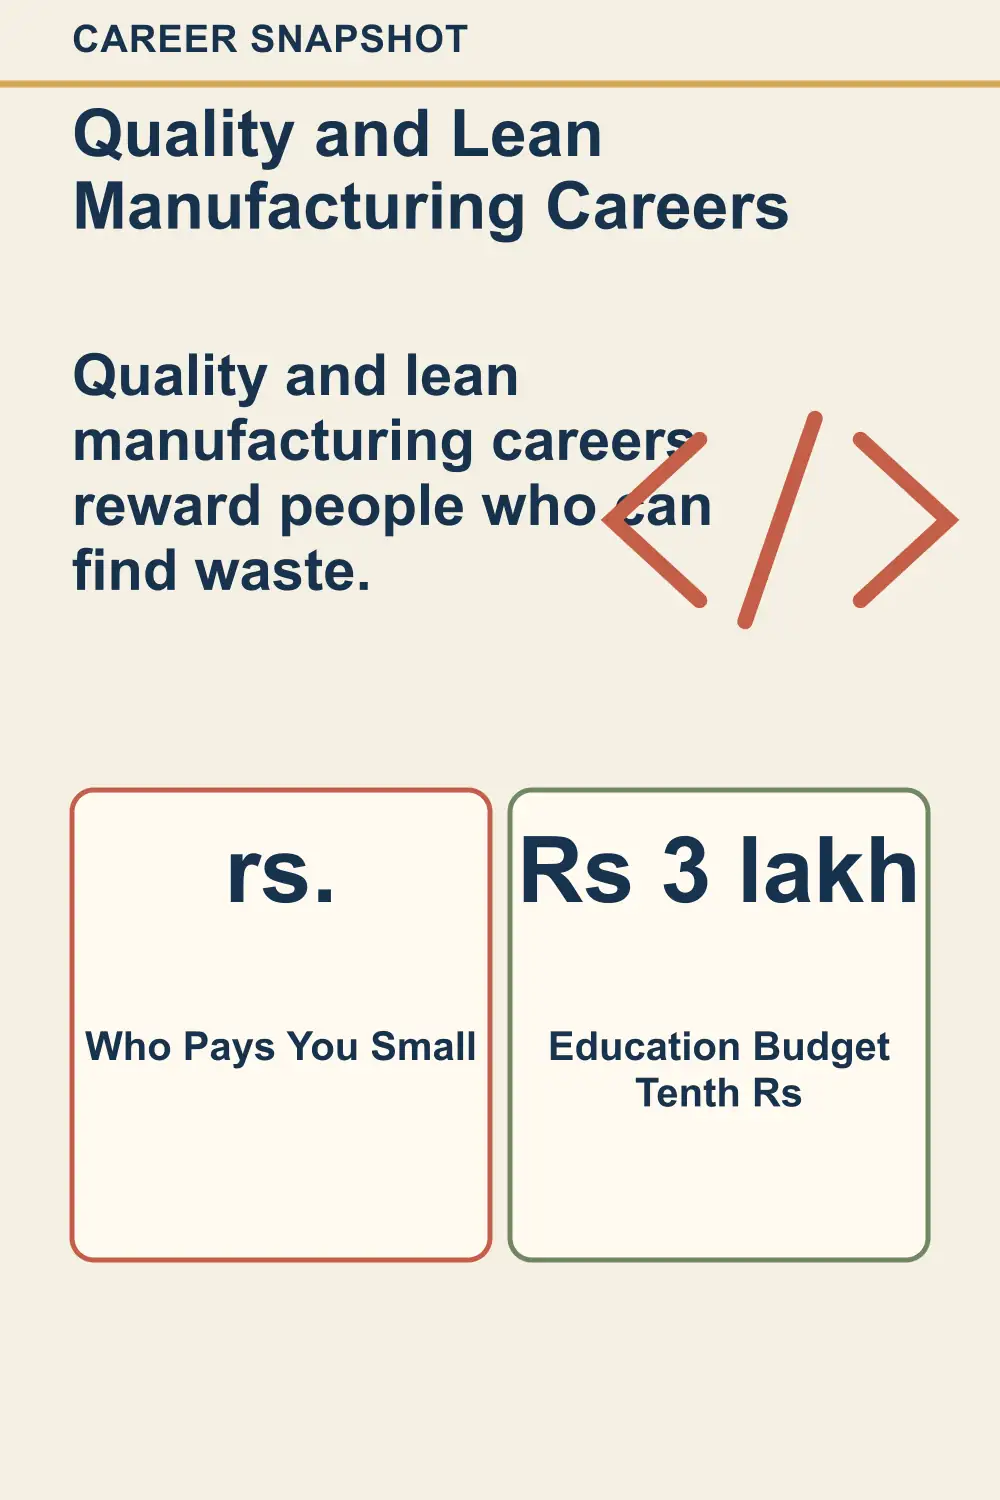 CAREER SNAPSHOT
Quality and Lean
Manufacturing Careers
Quality and lean
manufacturing careers
reward people who can
find waste.
rs.
Rs 3 lakh
Who Pays You Small
Education Budget
Tenth Rs